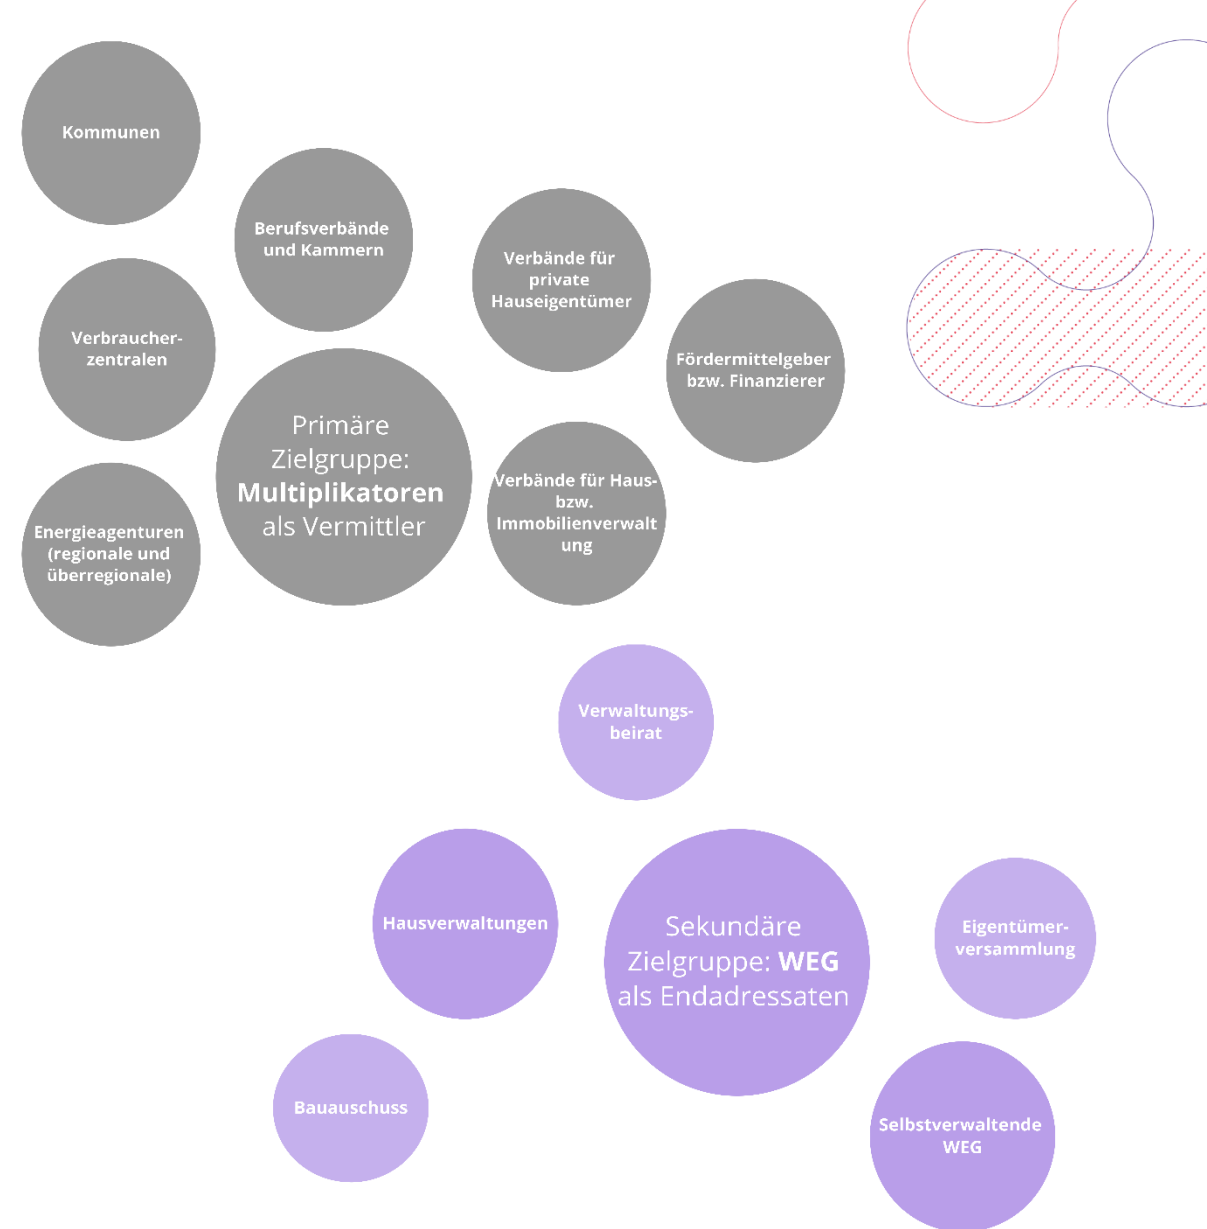 Kommunen
Berufsverbände
und Kammern
Verbände für
private
Hauseigentümer
Verbraucher-
zentralen
Fördermittelgeber
bzw. Finanzierer
Primäre
Zielgruppe:
Multiplikatoren
als Vermittler
Verbände für Haus-
bzw.
Immobilienverwalt
ung
Energieagenturen
(regionale und
überregionale)
Verwaltungs-
beirat
Hausverwaltungen
Sekundäre
Zielgruppe: WEG
als Endadressaten
Eigentümer-
versammlung
Bauauschuss
Selbstverwaltende
WEG